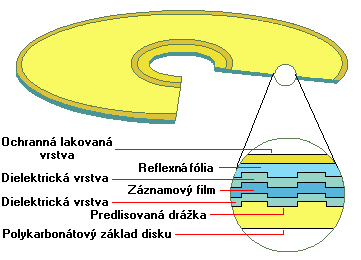 Ochranná lakovaná
vrstva
Reflexná fólia
Dielektrická vrstva
Záznamový film
Dielektrická vrstva
Predlisovaná drážka
Polykarbonátový základ disku